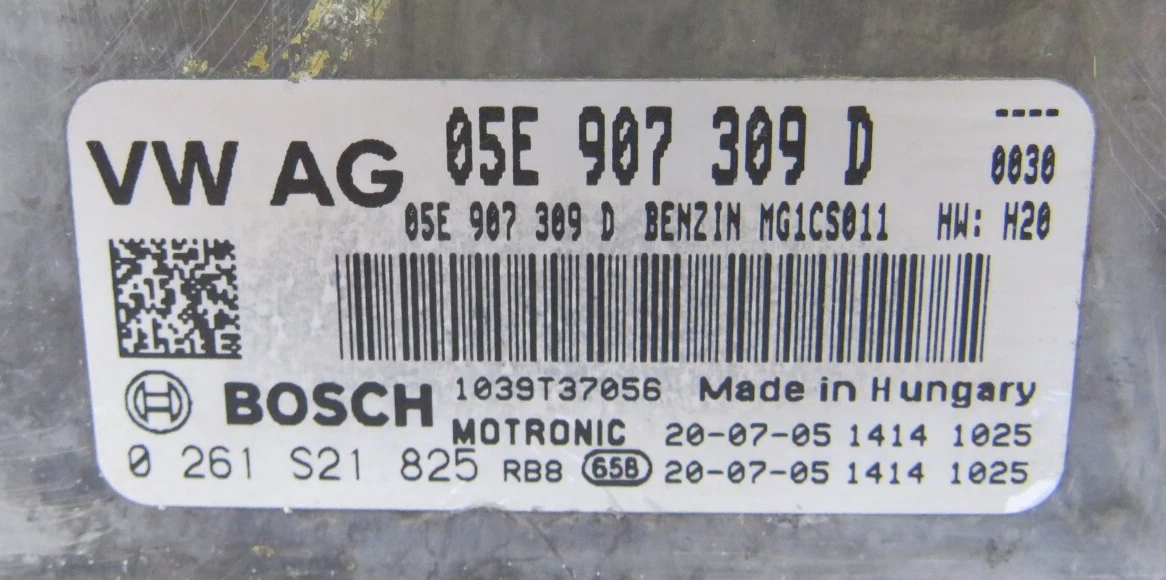 VW AG 05E 907 309 D ----
0030
05E 907 309 D BENZIN MG1CS011 HW: H20
BOSCH 1039T37056 Made in Hungary
MOTRONIC 20-07-05 1414 1025
0 261 S21 825 RB8 65B 20-07-05 1414 1025